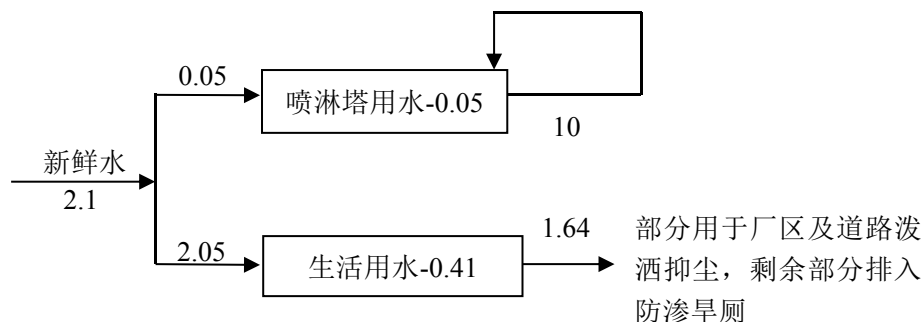 0.05
喷淋塔用水-0.05
10
新鲜水
2.1
2.05
生活用水-0.41
1.64
部分用于厂区及道路泼
洒抑尘，剩余部分排入
防渗旱厕